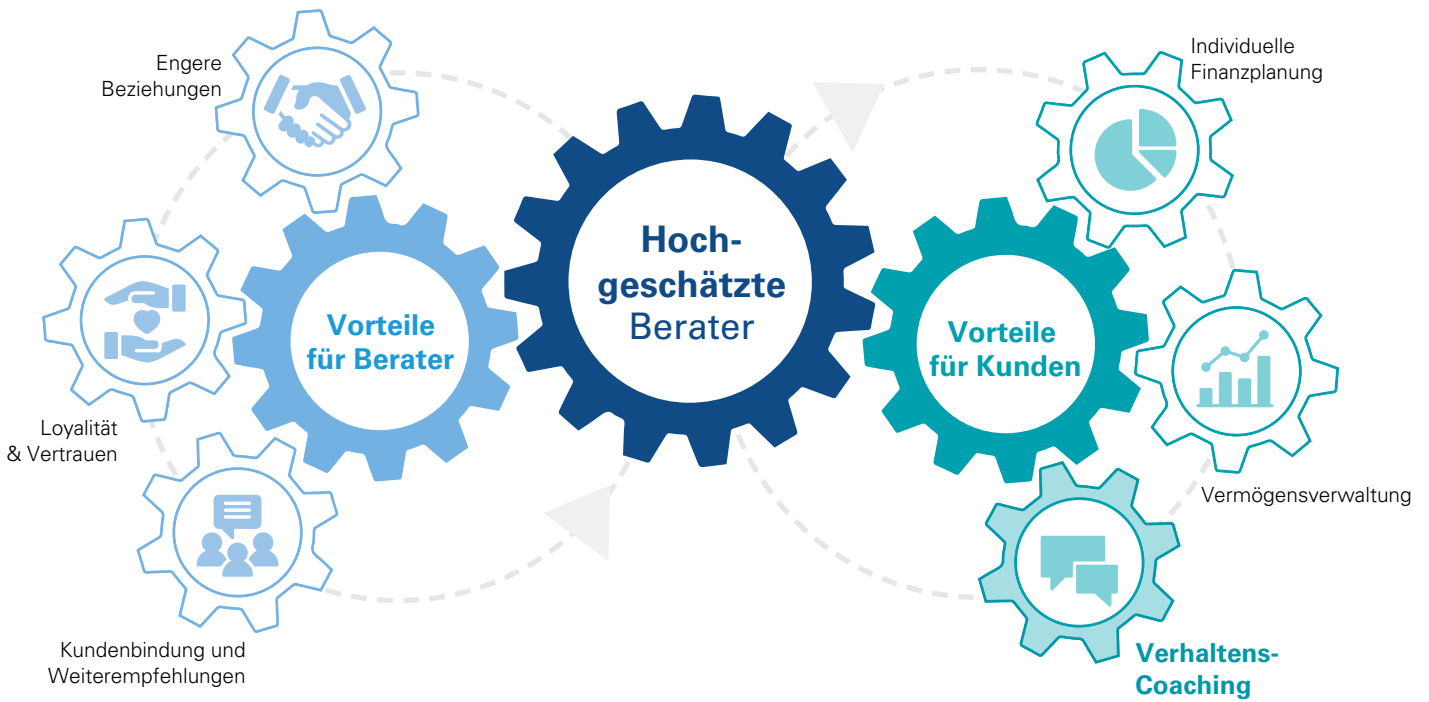 Engere
Beziehungen
Loyalität
& Vertrauen
Kundenbindung und
Weiterempfehlungen
Vorteile
für Berater
Hoch-
geschätzte
Berater
Vorteile
für Kunden
Individuelle
Finanzplanung
Vermögensverwaltung
Verhaltens-
Coaching